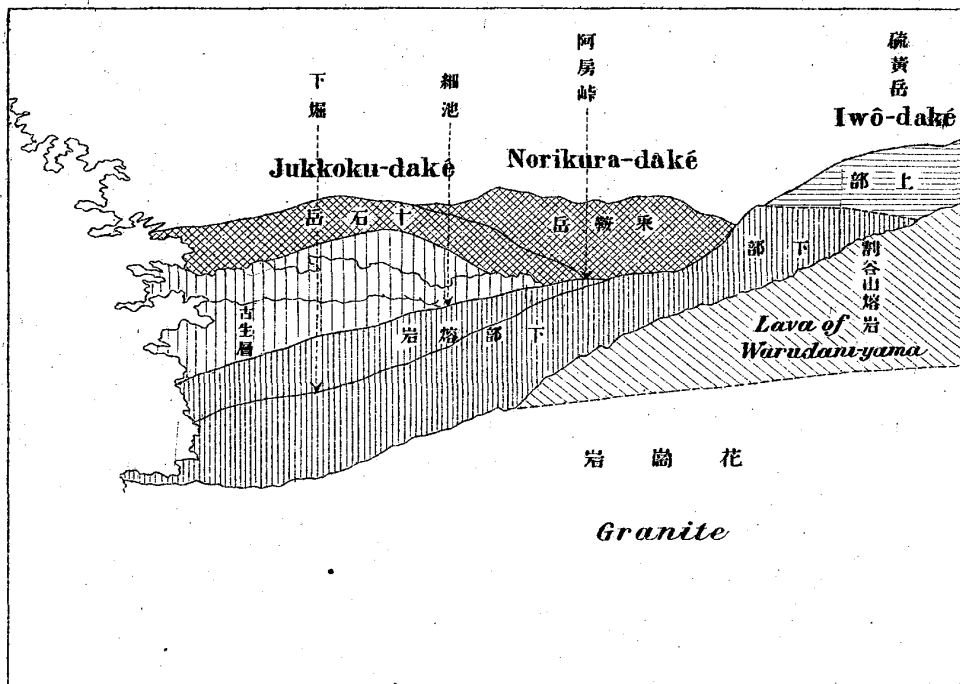 硫黃岳
Iwô-daké
阿房峠
細池
下堀
Jukkoku-daké
Norikura-daké
部上
岳石十
岳鞍乘
部下
割谷山熔岩
Lava of
Warudani-yama
古生層
岩熔部下
岩崗花
Granite